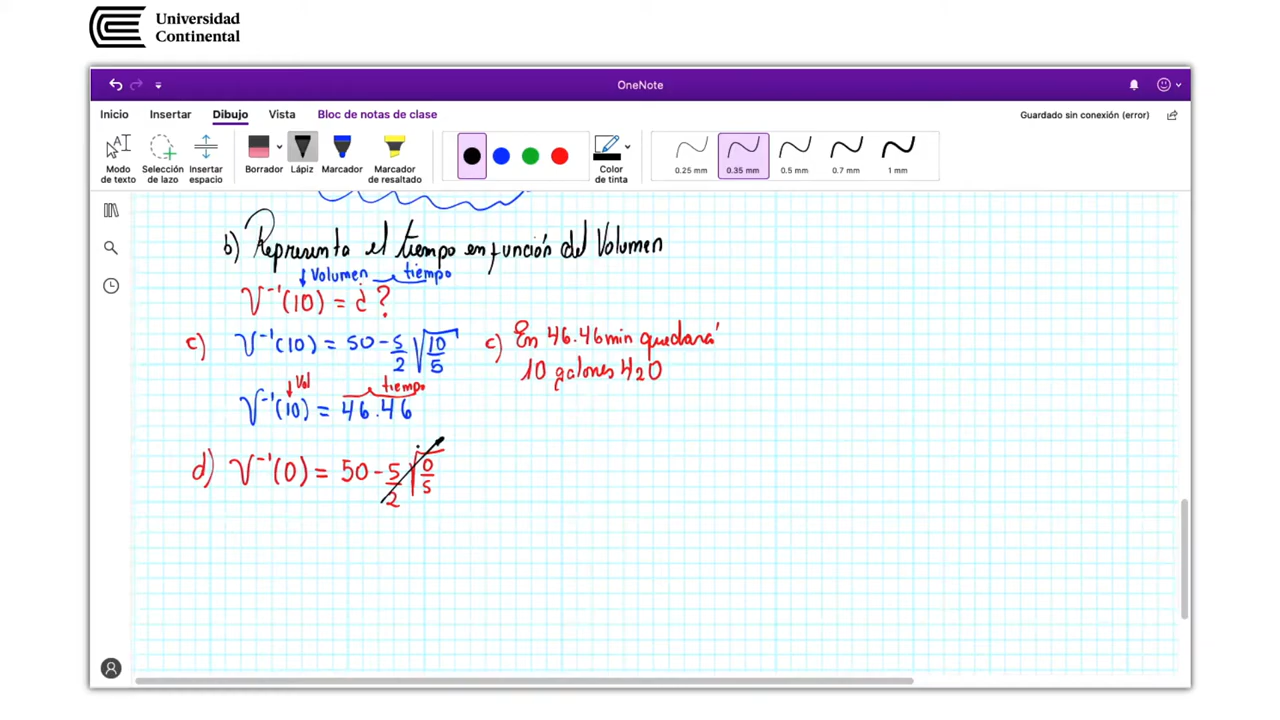 Universidad
Continental
OneNote
Inicio Insertar Dibujo Vista Bloc de notas de clase Guardado sin conexión (error)
Modo de texto Selección de lazo Insertar espacio Borrador Lápiz Marcador Marcador de resaltado Color de tinta 0.25 mm 0.35 mm 0.5 mm 0.7 mm 1 mm
b) Representa el tiempo en función del Volumen
↓ Volumen tiempo
V⁻¹(10) = ¿?
c) V⁻¹(10) = 50 - 5/2 √(10/5)
↓ Vol tiempo
V⁻¹(10) = 46.46
c) En 46.46min quedará
10 galones H2O
d) V⁻¹(0) = 50 - 5/2 √(0/5)